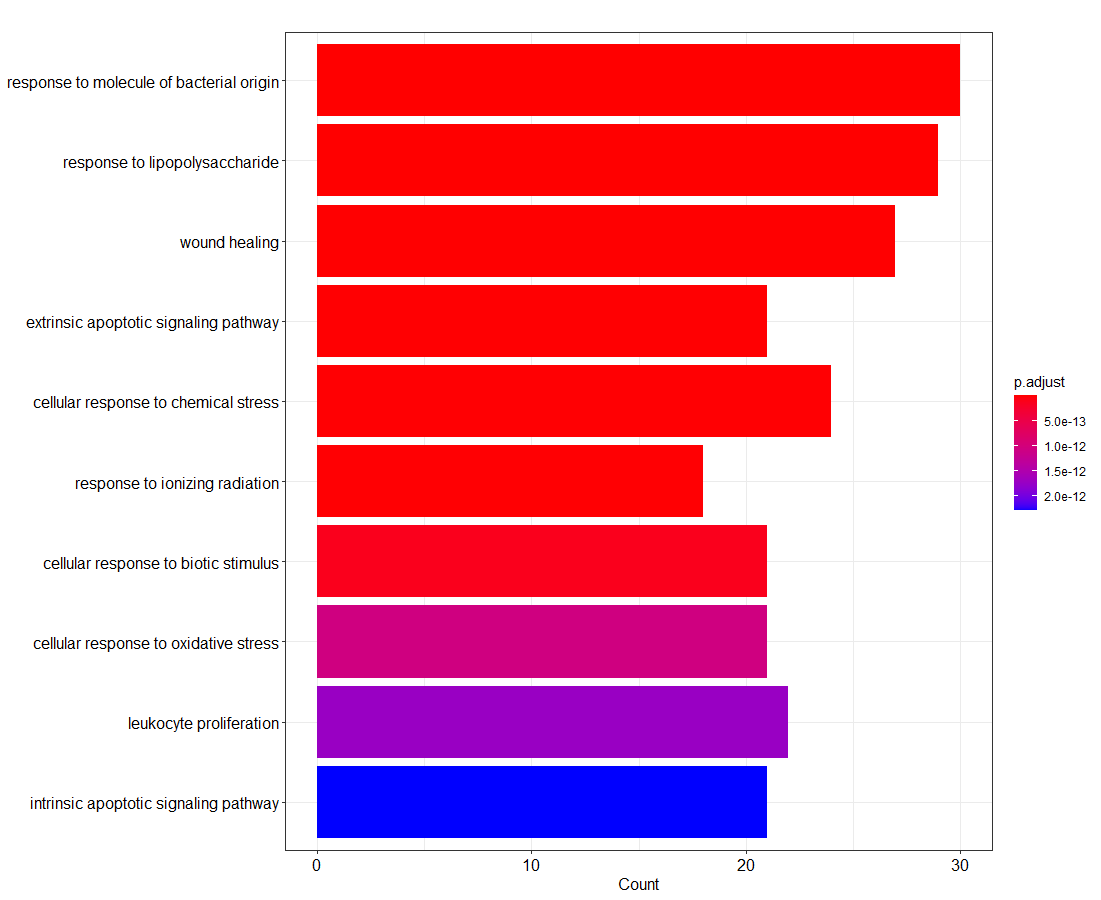 response to molecule of bacterial origin
response to lipopolysaccharide
wound healing
extrinsic apoptotic signaling pathway
cellular response to chemical stress
response to ionizing radiation
cellular response to biotic stimulus
cellular response to oxidative stress
leukocyte proliferation
intrinsic apoptotic signaling pathway
0 10 20 30
Count
p.adjust
5.0e-13
1.0e-12
1.5e-12
2.0e-12